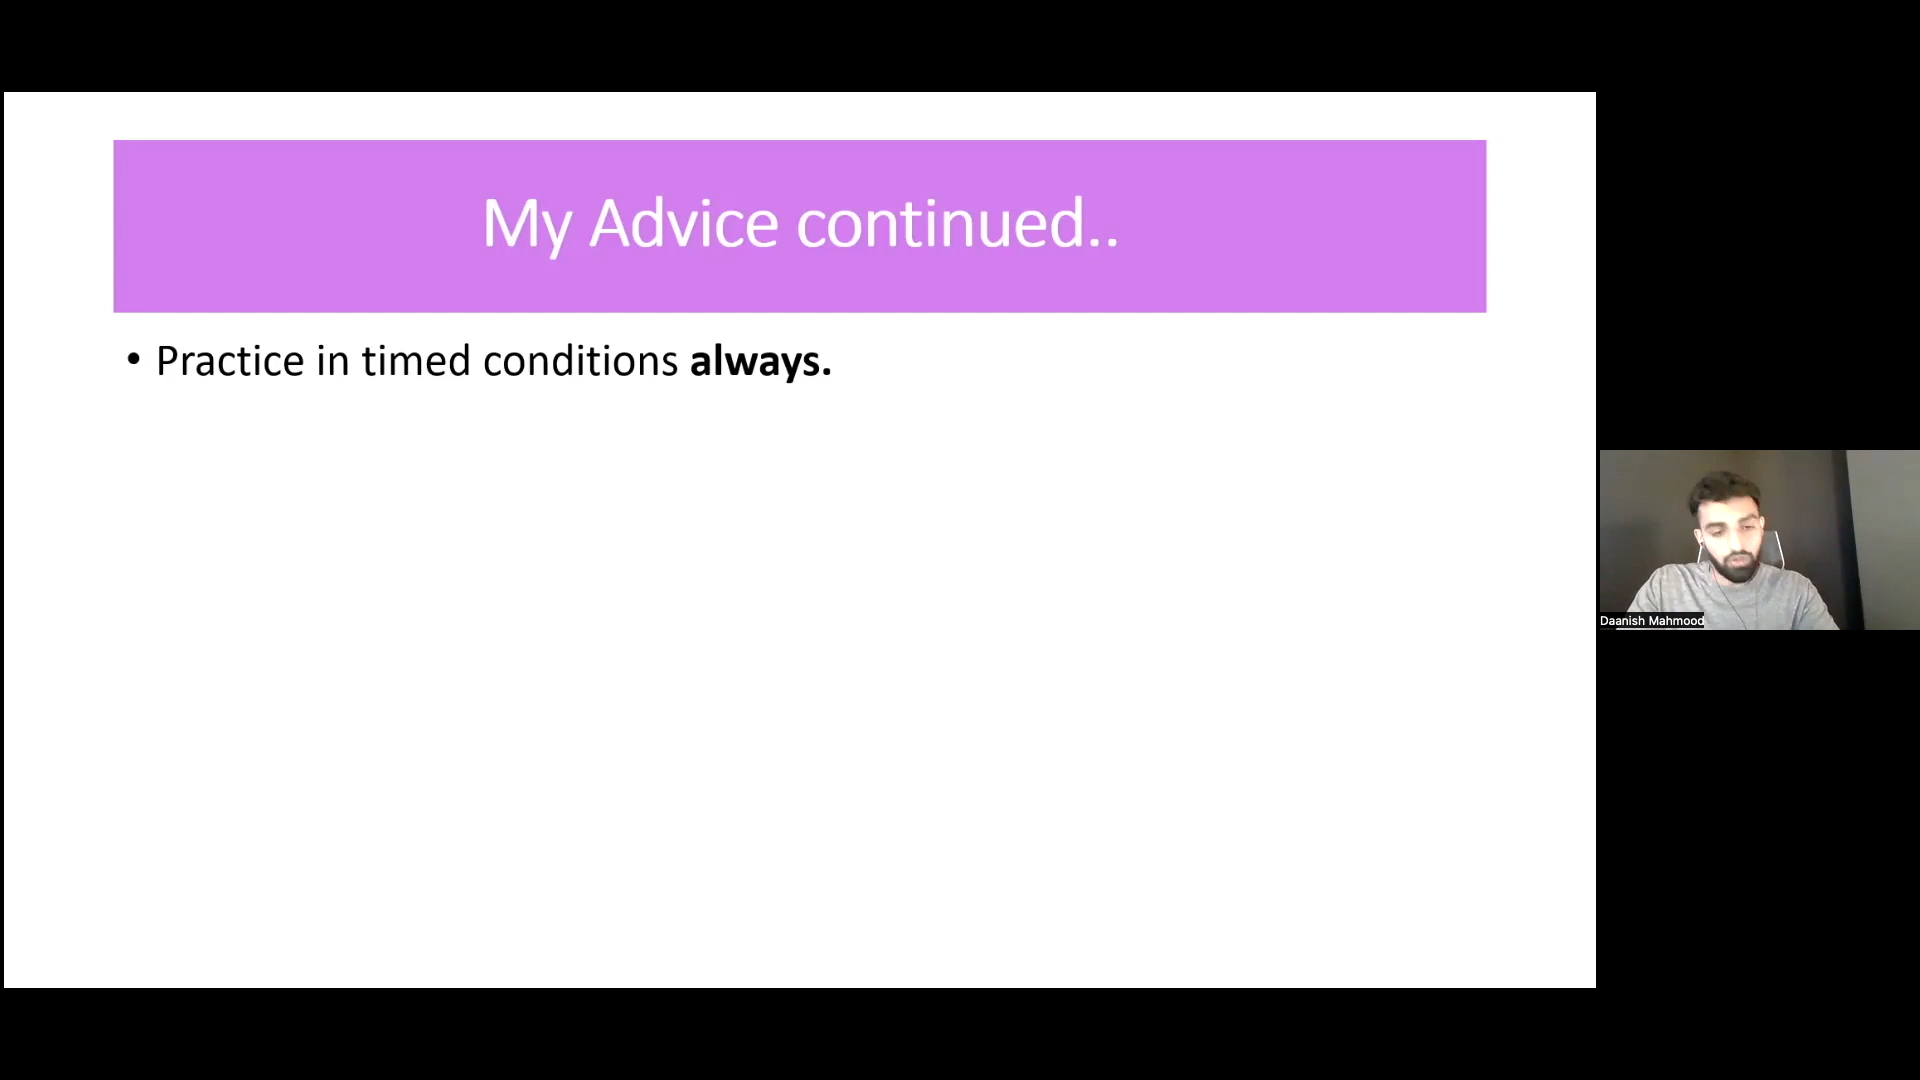 My Advice continued..
• Practice in timed conditions always.
Daanish Mahmood